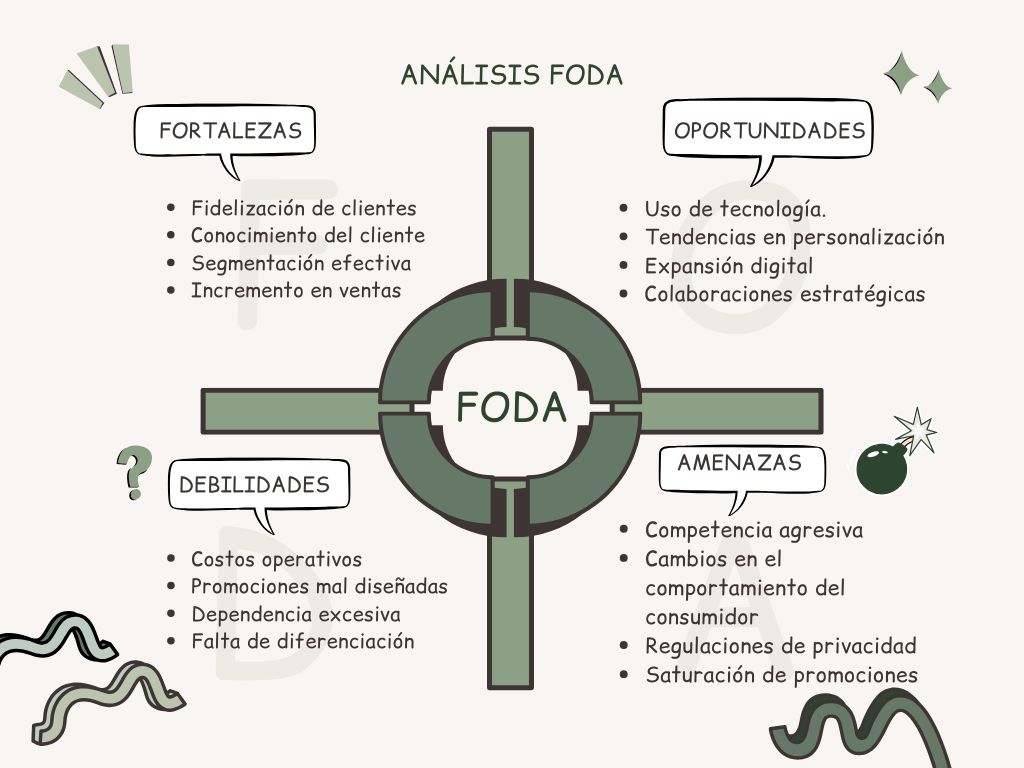 ANÁLISIS FODA
FORTALEZAS
Fidelización de clientes
Conocimiento del cliente
Segmentación efectiva
Incremento en ventas
F
OPORTUNIDADES
Uso de tecnología.
Tendencias en personalización
Expansión digital
Colaboraciones estratégicas
O
FODA
?
DEBILIDADES
Costos operativos
Promociones mal diseñadas
Dependencia excesiva
Falta de diferenciación
D
AMENAZAS
Competencia agresiva
Cambios en el
comportamiento del
consumidor
Regulaciones de privacidad
Saturación de promociones
A